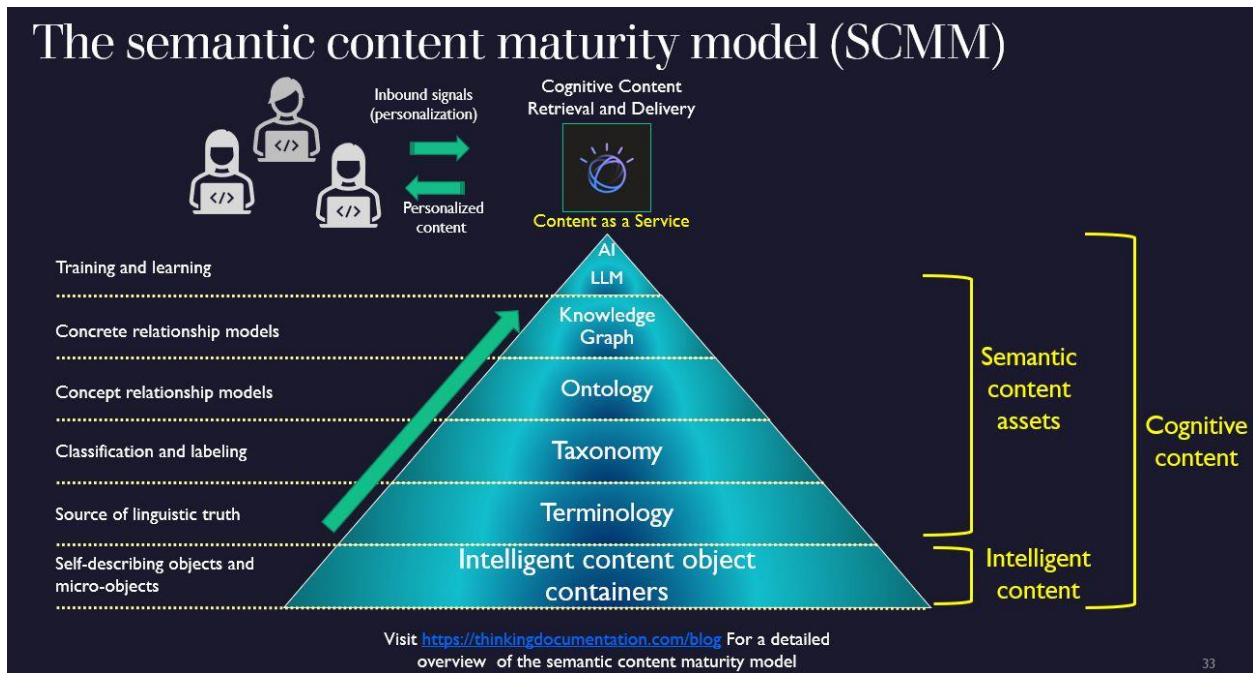 The semantic content maturity model (SCMM)
Inbound signals
(personalization)
Cognitive Content
Retrieval and Delivery
</>
</>
</>
Personalized
content
Content as a Service
Training and learning
AI
LLM
Concrete relationship models
Knowledge
Graph
Concept relationship models
Ontology
Classification and labeling
Taxonomy
Source of linguistic truth
Terminology
Self-describing objects and
micro-objects
Intelligent content object
containers
Semantic
content
assets
Intelligent
content
Cognitive
content
Visit https://thinkingdocumentation.com/blog For a detailed
overview of the semantic content maturity model
33